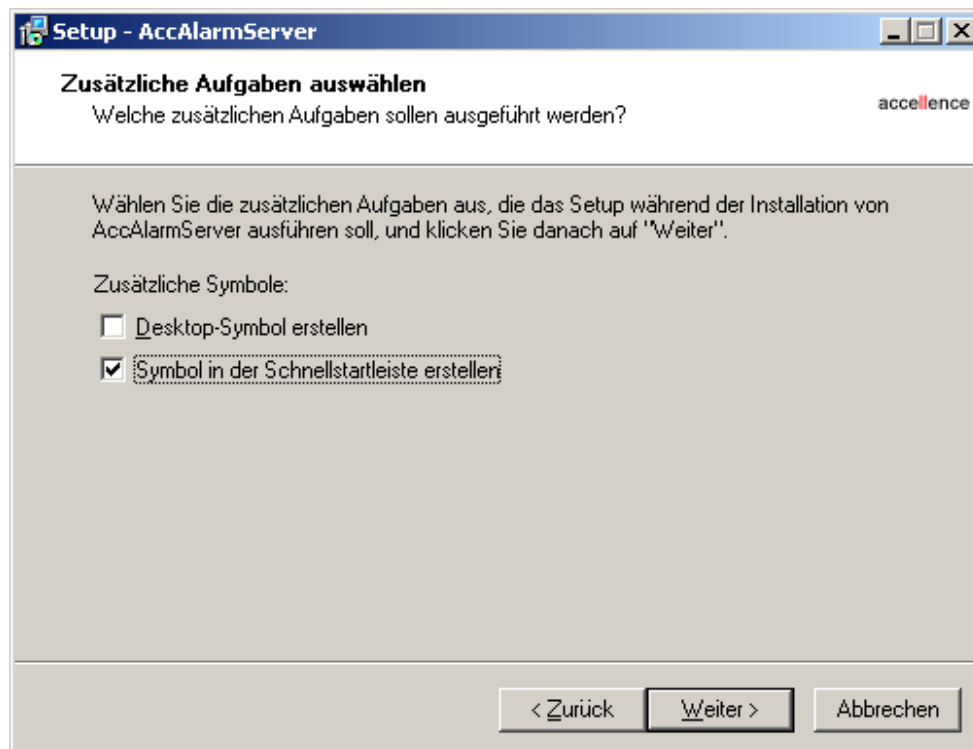 Setup - AccAlarmServer
Zusätzliche Aufgaben auswählen
Welche zusätzlichen Aufgaben sollen ausgeführt werden?
accellence
Wählen Sie die zusätzlichen Aufgaben aus, die das Setup während der Installation von
AccAlarmServer ausführen soll, und klicken Sie danach auf "Weiter".
Zusätzliche Symbole:
Desktop-Symbol erstellen
Symbol in der Schnellstartleiste erstellen
< Zurück
Weiter >
Abbrechen